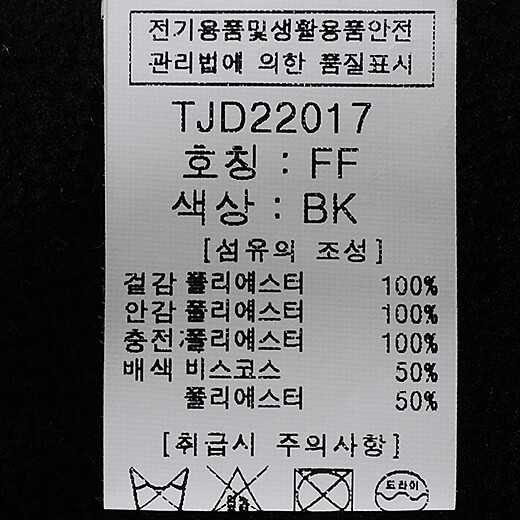 전기용품및생활용품안전
관리법에 의한 품질표시
TJD22017
호칭 : FF
색상 : BK
[섬유의 조성]
겉감 폴리에스터 100%
안감 폴리에스터 100%
충전재 폴리에스터 100%
배색 비스코스 50%
폴리에스터 50%
[취급시 주의사항]
드라이